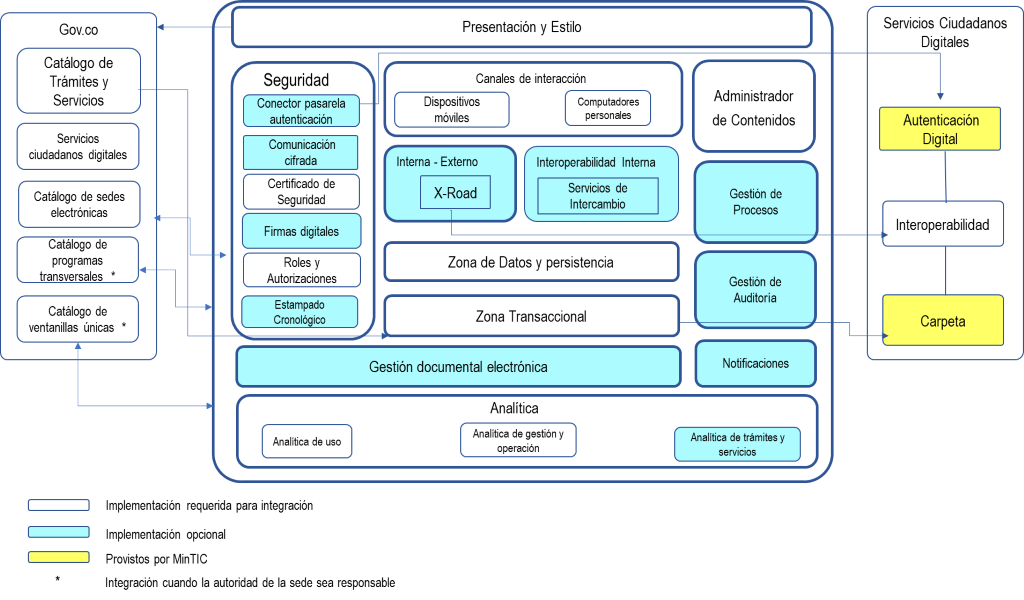 Gov.co
Catálogo de
Trámites y
Servicios
Servicios
ciudadanos digitales
Catálogo de sedes
electrónicas
Catálogo de
programas
transversales *
Catálogo de
ventanillas únicas *
Presentación y Estilo
Seguridad
Conector pasarela
autenticación
Comunicación
cifrada
Certificado de
Seguridad
Firmas digitales
Roles y
Autorizaciones
Estampado
Cronológico
Canales de interacción
Dispositivos
móviles
Computadores
personales
Interna - Externo
X-Road
Interoperabilidad Interna
Servicios de
Intercambio
Zona de Datos y persistencia
Zona Transaccional
Gestión documental electrónica
Administrador
de Contenidos
Gestión de
Procesos
Gestión de
Auditoría
Notificaciones
Analítica
Analítica de uso
Analítica de gestión y
operación
Analítica de trámites y
servicios
Servicios Ciudadanos
Digitales
Autenticación
Digital
Interoperabilidad
Carpeta
Implementación requerida para integración
Implementación opcional
Provistos por MinTIC
* Integración cuando la autoridad de la sede sea responsable